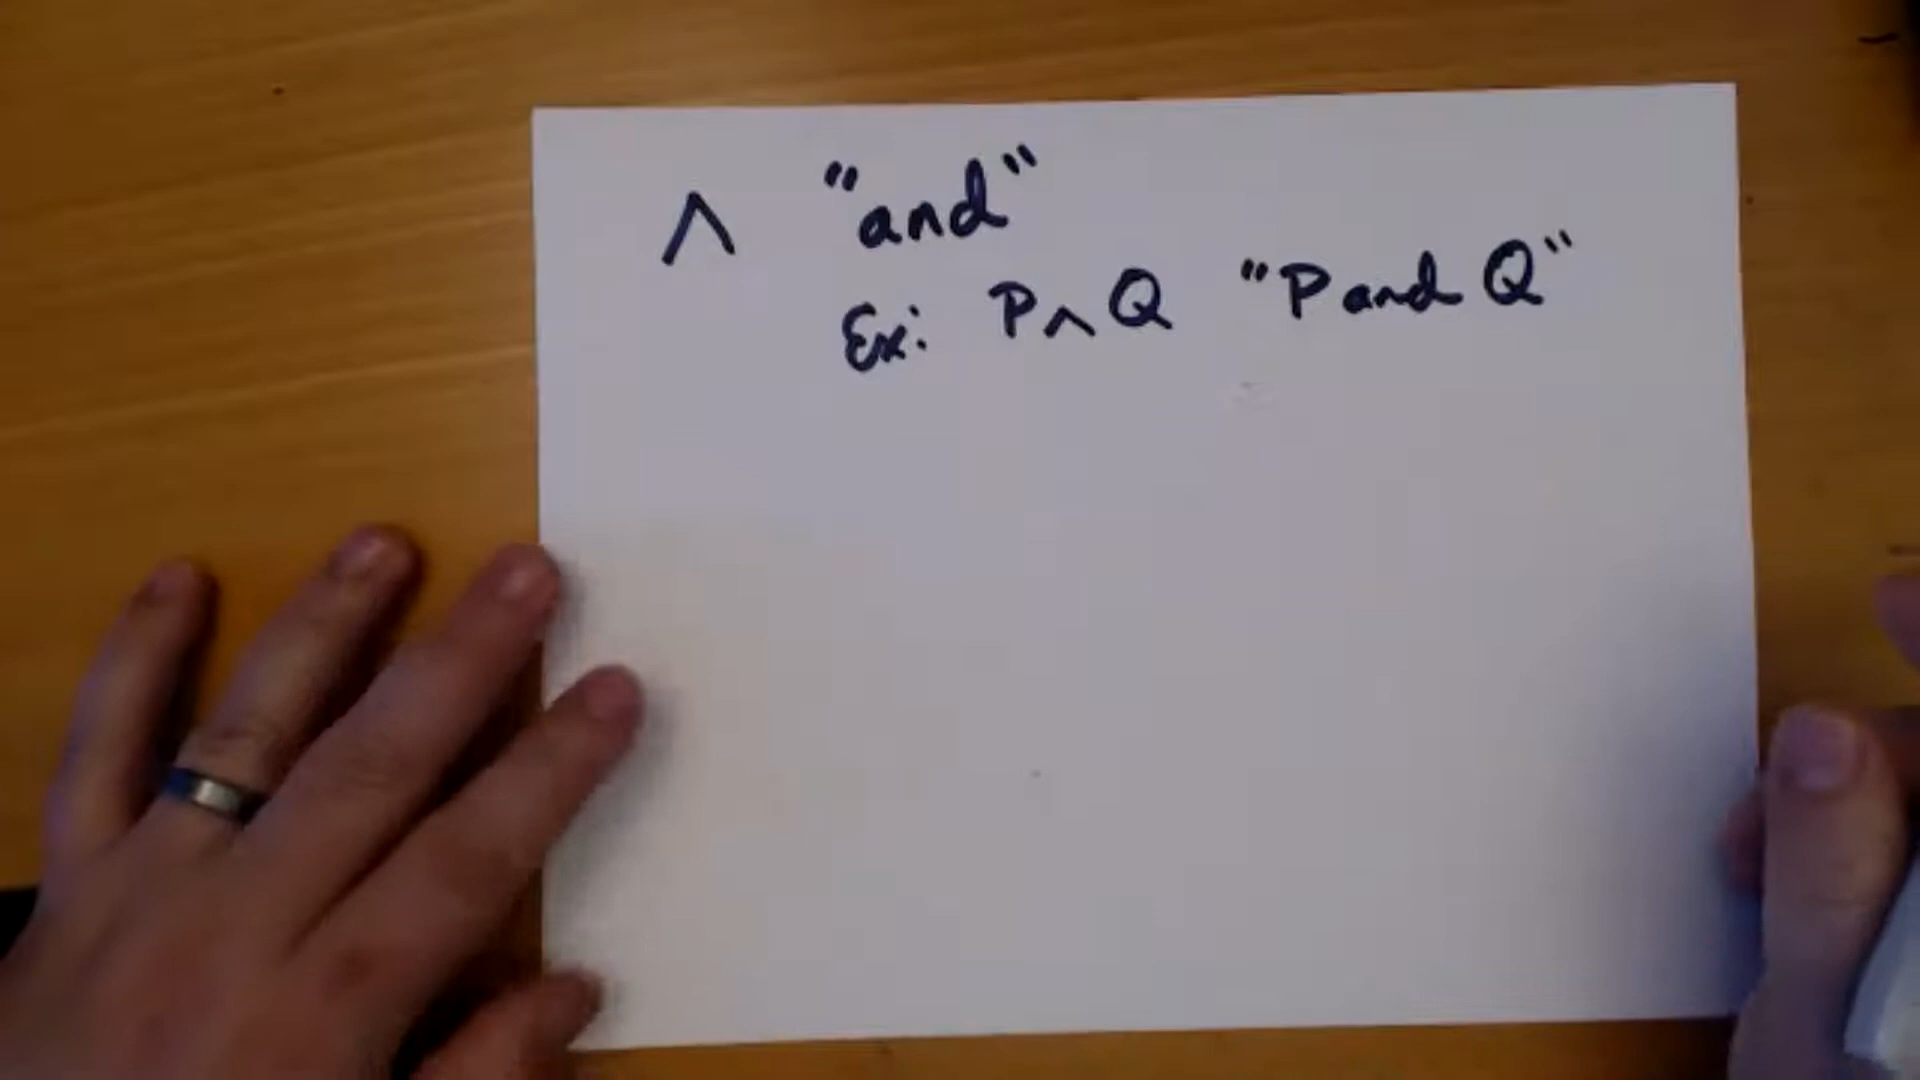 ∧ "and"
Ex: P∧Q "P and Q"